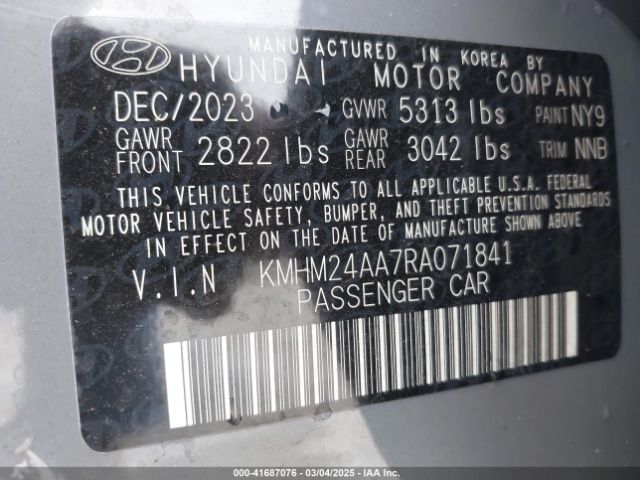 MANUFACTURED IN KOREA BY
HYUNDAI MOTOR COMPANY
DEC/2023 GVWR 5313 lbs PAINT NY9
GAWR FRONT 2822 lbs GAWR REAR 3042 lbs TRIM NNB
THIS VEHICLE CONFORMS TO ALL APPLICABLE U.S.A. FEDERAL
MOTOR VEHICLE SAFETY, BUMPER, AND THEFT PREVENTION STANDARDS
IN EFFECT ON THE DATE OF MANUFACTURE SHOWN ABOVE
V.I.N KMHM24AA7RA071841
PASSENGER CAR
000-41687076 — 03/04/2025 — IAA Inc.